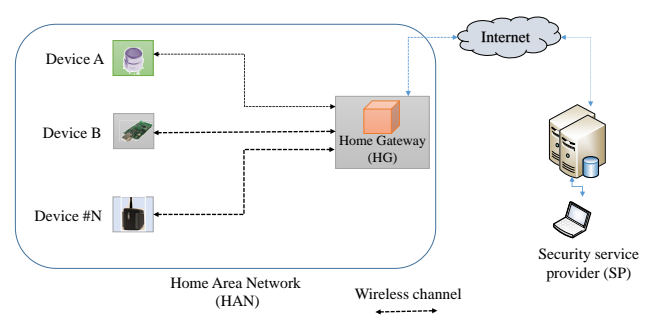 Device A
Internet
Device B
Home Gateway
(HG)
Device #N
Security service
provider (SP)
Home Area Network
(HAN)
Wireless channel